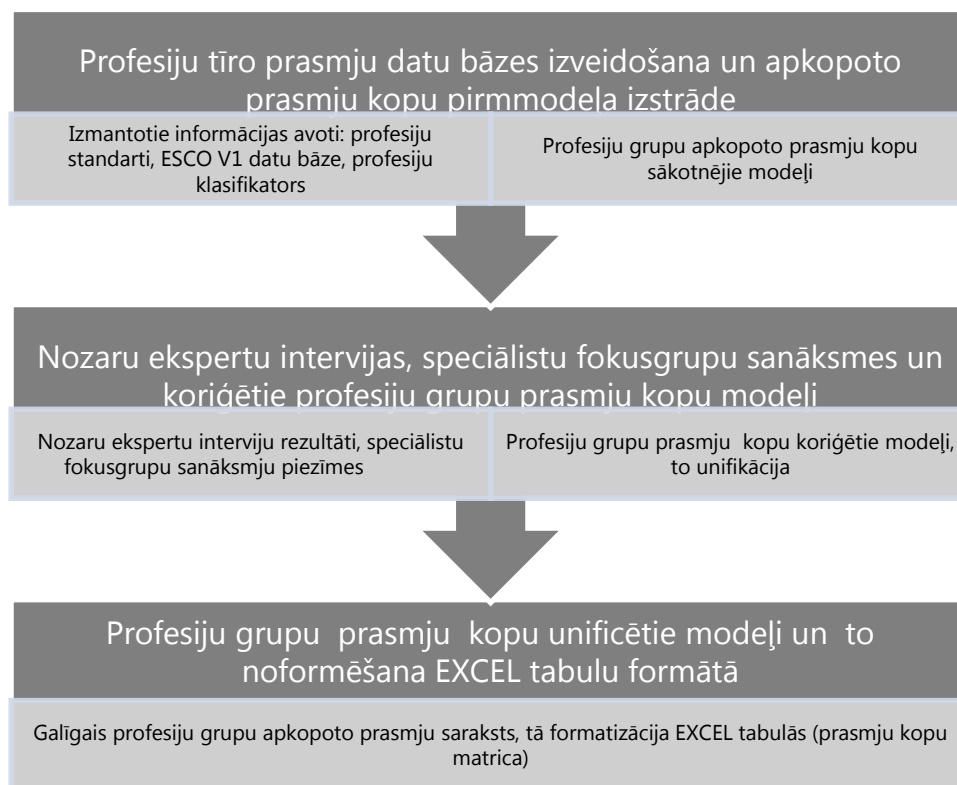 Profesiju tīro prasmju datu bāzes izveidošana un apkopoto
prasmju kopu pirmmodeļa izstrāde
Izmantotie informācijas avoti: profesiju
standarti, ESCO V1 datu bāze, profesiju
klasifikators
Profesiju grupu apkopoto prasmju kopu
sākotnējie modeļi
Nozaru ekspertu intervijas, speciālistu fokusgrupu sanāksmes un
koriģētie profesiju grupu prasmju kopu modeļi
Nozaru ekspertu interviju rezultāti, speciālistu
fokusgrupu sanāksmju piezīmes
Profesiju grupu prasmju kopu koriģētie modeļi,
to unifikācija
Profesiju grupu prasmju kopu unificētie modeļi un to
noformēšana EXCEL tabulu formātā
Galīgais profesiju grupu apkopoto prasmju saraksts, tā formatizācija EXCEL tabulās (prasmju kopu
matrica)